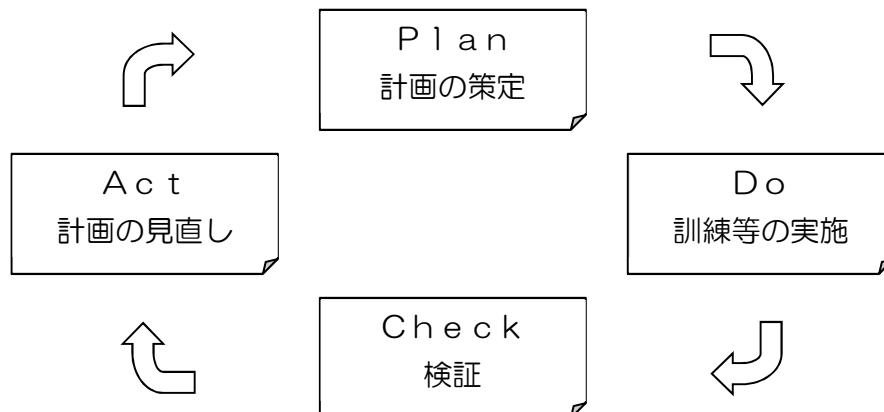 Ｐｌａｎ
計画の策定
Ａｃｔ
計画の見直し
Ｄｏ
訓練等の実施
Ｃｈｅｃｋ
検証